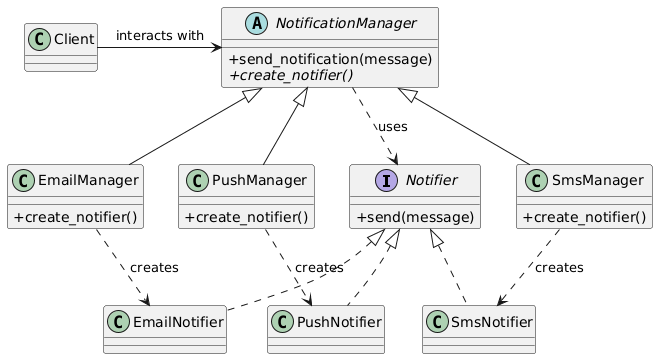 A NotificationManager
C Client
interacts with
+send_notification(message)
+create_notifier()
uses
C EmailManager
C PushManager
I Notifier
C SmsManager
+create_notifier()
+create_notifier()
+send(message)
+create_notifier()
creates
creates
creates
C EmailNotifier
C PushNotifier
C SmsNotifier